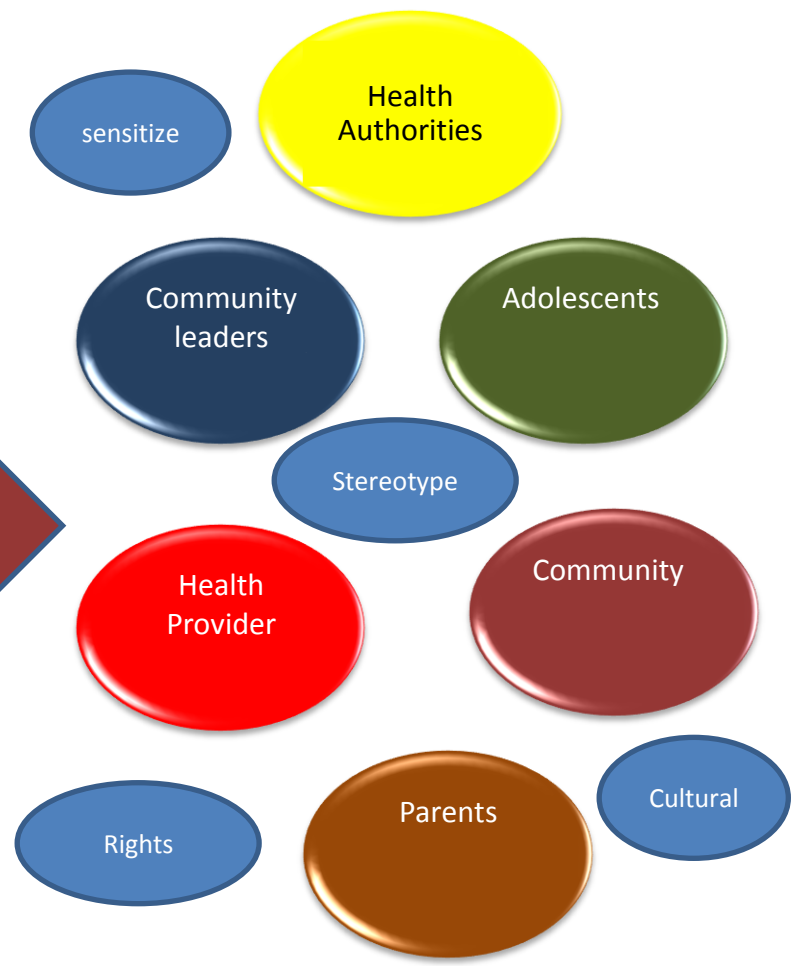 Health
Authorities
sensitize
Community
leaders
Adolescents
Stereotype
Health
Provider
Community
Parents
Cultural
Rights